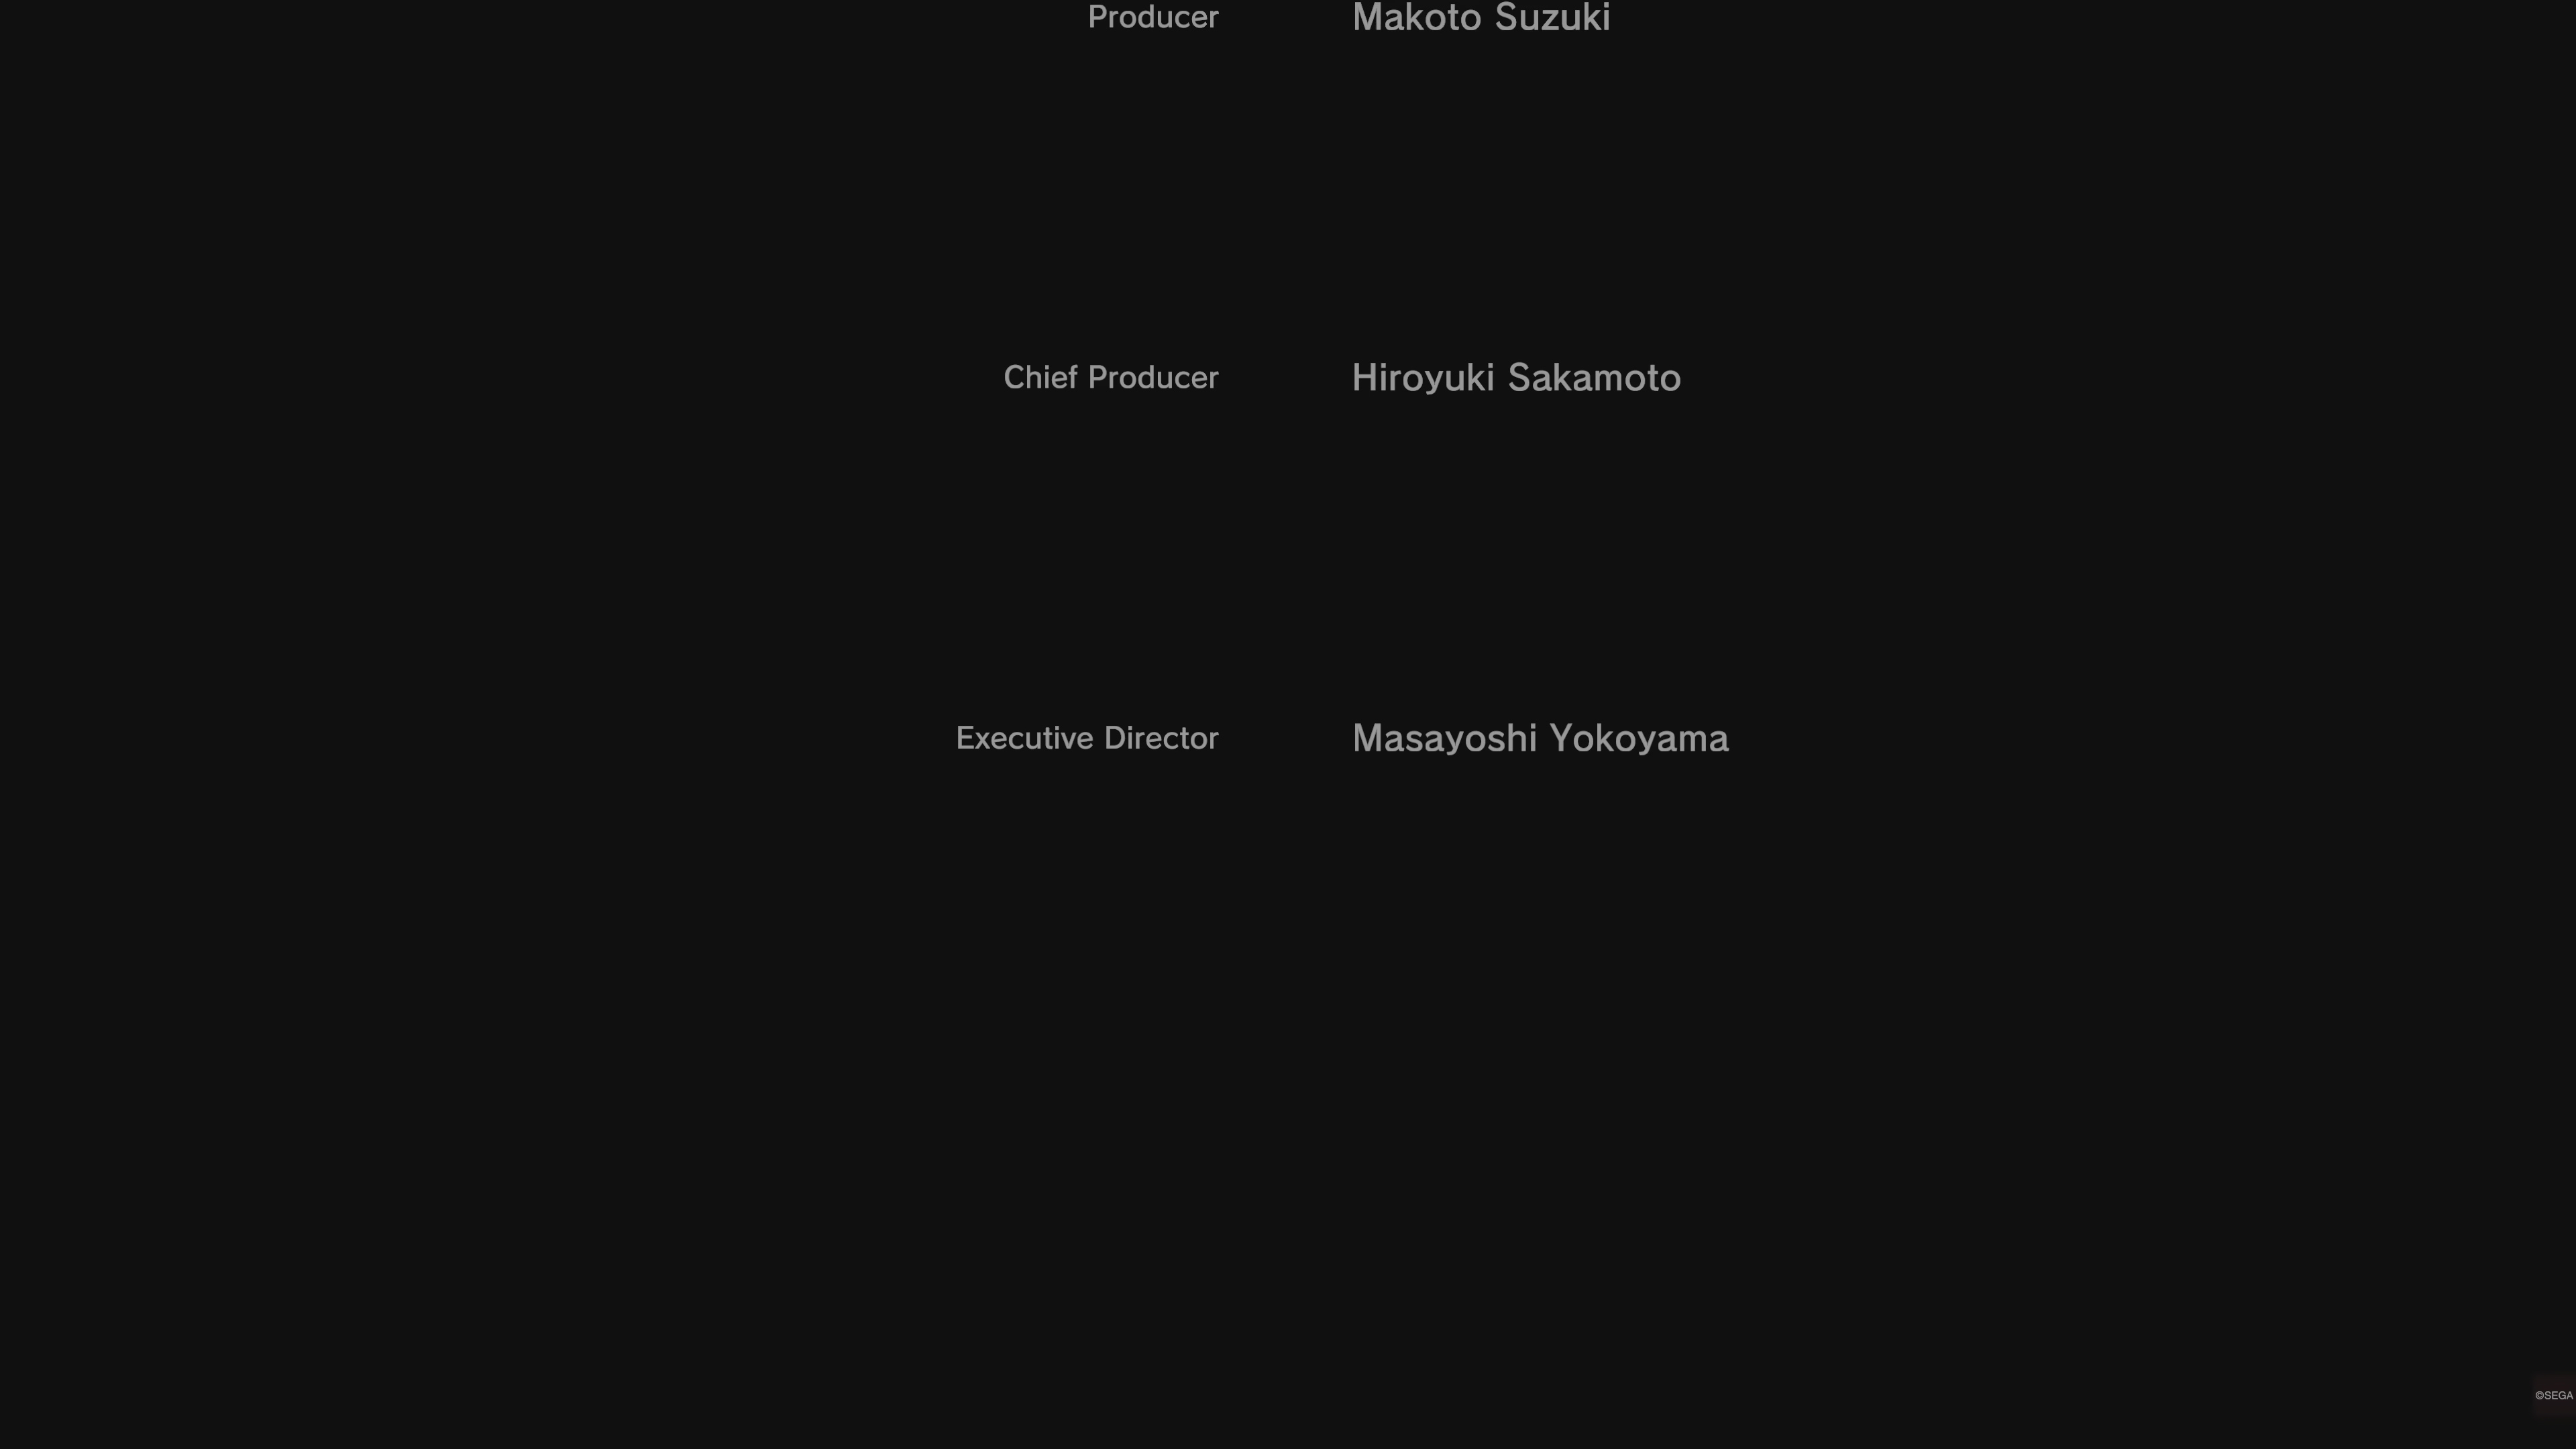 Producer Makoto Suzuki
Chief Producer Hiroyuki Sakamoto
Executive Director Masayoshi Yokoyama
©SEGA